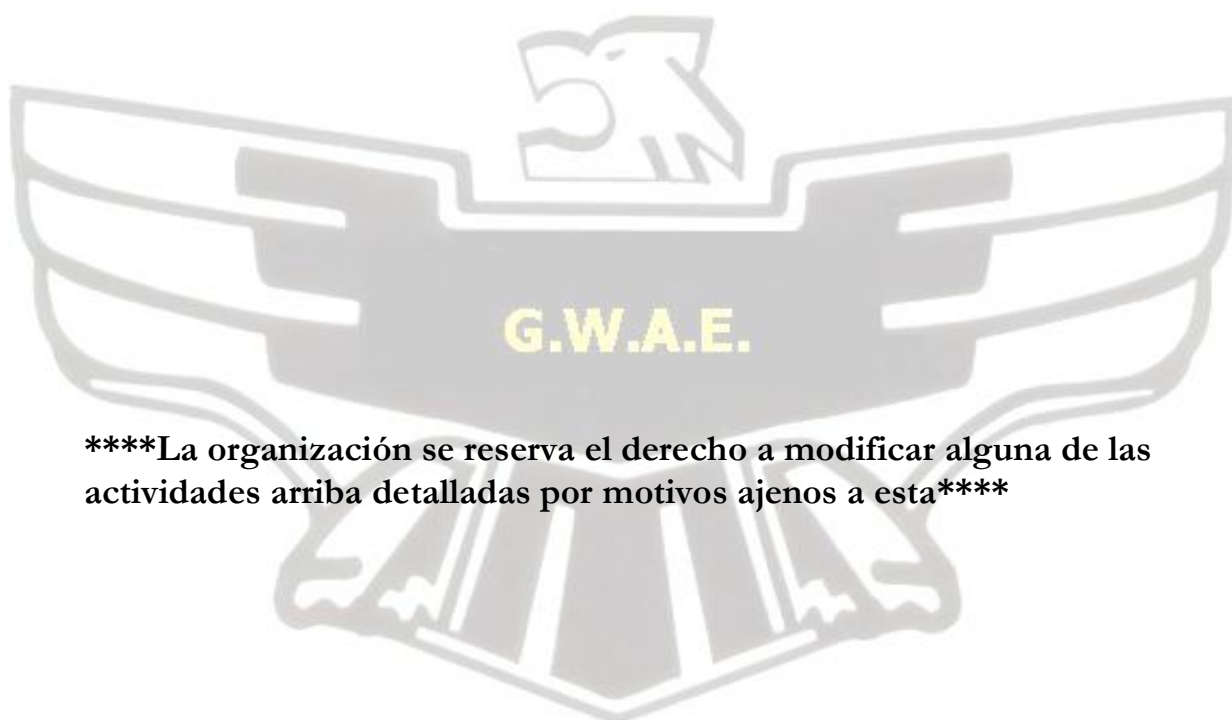 G.W.A.E.
****La organización se reserva el derecho a modificar alguna de las
actividades arriba detalladas por motivos ajenos a esta****